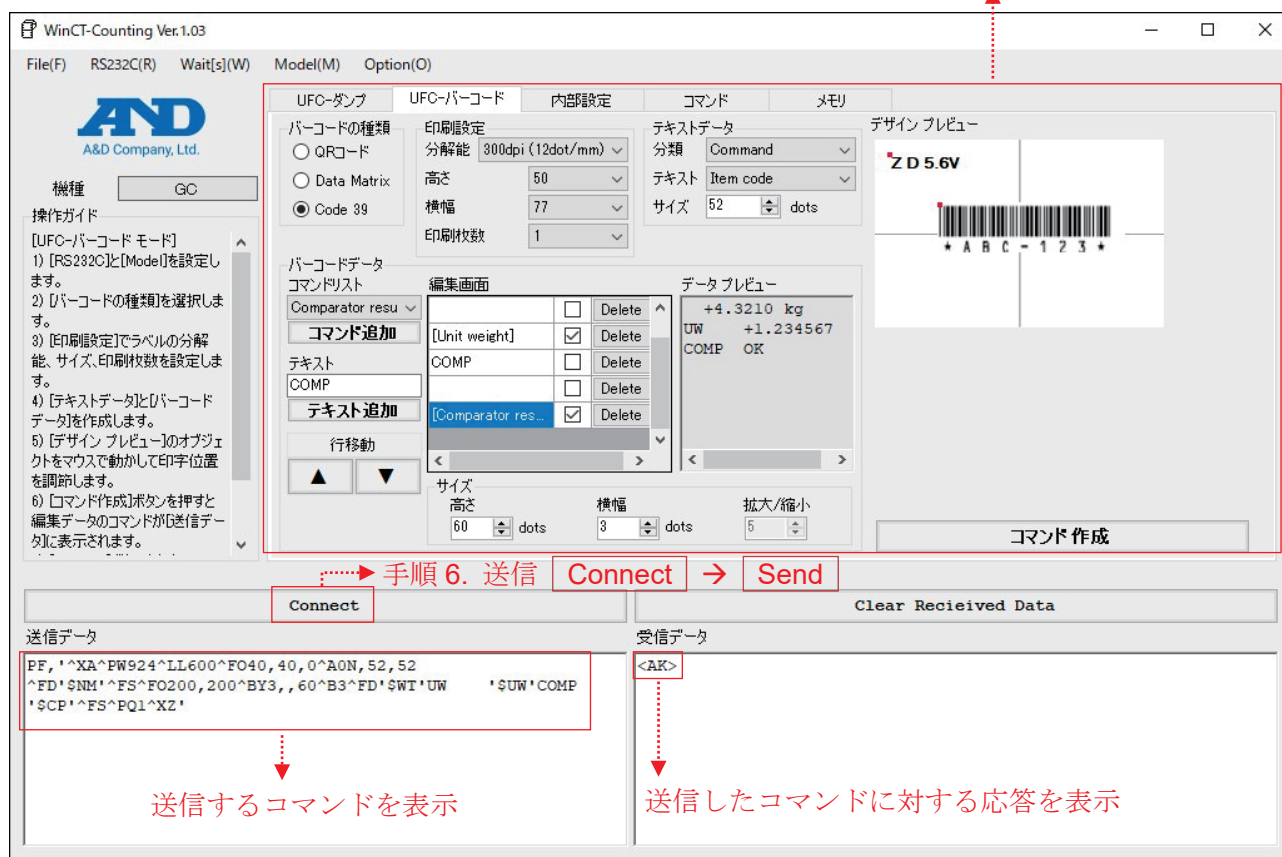 WinCT-Counting Ver.1.03
File(F) RS232C(R) Wait[s](W) Model(M) Option(O)
AND
A&D Company, Ltd.
機種 GC
操作ガイド
[UFC-バーコード モード]
1) [RS232C]と[Model]を設定し
ます。
2) [バーコードの種類]を選択しま
す。
3) [印刷設定]でラベルの分解
能、サイズ、印刷枚数を設定しま
す。
4) [テキストデータ]と[バーコード
データ]を作成します。
5) [デザイン プレビュー]のオブジェ
クトをマウスで動かして印字位置
を調節します。
6) [コマンド作成]ボタンを押すと
編集データのコマンドが[送信デー
タ]に表示されます。
UFC-ダンプ UFC-バーコード 内部設定 コマンド メモリ
バーコードの種類
QRコード
Data Matrix
Code 39
印刷設定
分解能 300dpi (12dot/mm)
高さ 50
横幅 77
印刷枚数 1
テキストデータ
分類 Command
テキスト Item code
サイズ 52 dots
デザイン プレビュー
Z D 5.6V
* A B C - 1 2 3 *
バーコードデータ
コマンドリスト
Comparator resu
コマンド追加
テキスト
COMP
テキスト追加
行移動
▲ ▼
編集画面
Delete
[Unit weight] Delete
COMP Delete
Delete
[Comparator res... Delete
データ プレビュー
+4.3210 kg
UW +1.234567
COMP OK
サイズ
高さ 横幅 拡大/縮小
60 dots 3 dots 5
コマンド作成
手順 6. 送信 Connect → Send
Connect
Clear Recieived Data
送信データ
PF,'^XA^PW924^LL600^FO40,40,0^A0N,52,52
^FD'$NM'^FS^FO200,200^BY3,,60^B3^FD'$WT'UW '$UW'COMP
'$CP'^FS^PQ1^XZ'
送信するコマンドを表示
受信データ
<AK>
送信したコマンドに対する応答を表示